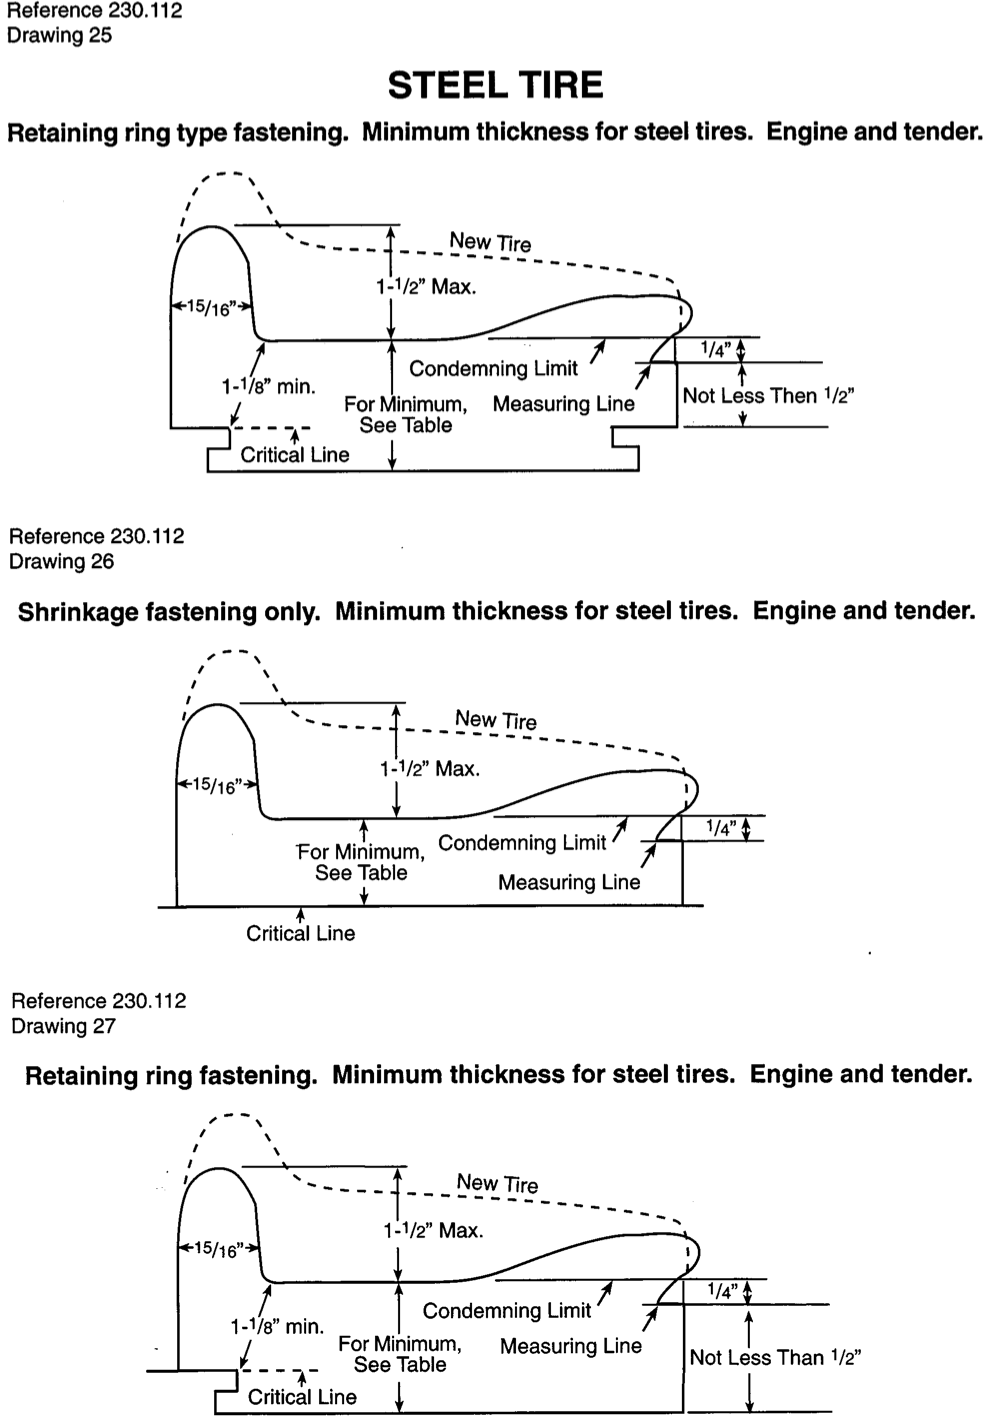 Reference 230.112
Drawing 25
STEEL TIRE
Retaining ring type fastening.  Minimum thickness for steel tires.  Engine and tender.
New Tire
1-1/2" Max.
15/16"
1/4"
Condemning Limit
1-1/8" min.
For Minimum,
See Table
Measuring Line
Not Less Then 1/2"
Critical Line
Reference 230.112
Drawing 26
Shrinkage fastening only.  Minimum thickness for steel tires.  Engine and tender.
New Tire
1-1/2" Max.
15/16"
1/4"
Condemning Limit
For Minimum,
See Table
Measuring Line
Critical Line
Reference 230.112
Drawing 27
Retaining ring fastening.  Minimum thickness for steel tires.  Engine and tender.
New Tire
1-1/2" Max.
15/16"
1/4"
Condemning Limit
1-1/8" min.
For Minimum,
See Table
Measuring Line
Not Less Than 1/2"
Critical Line